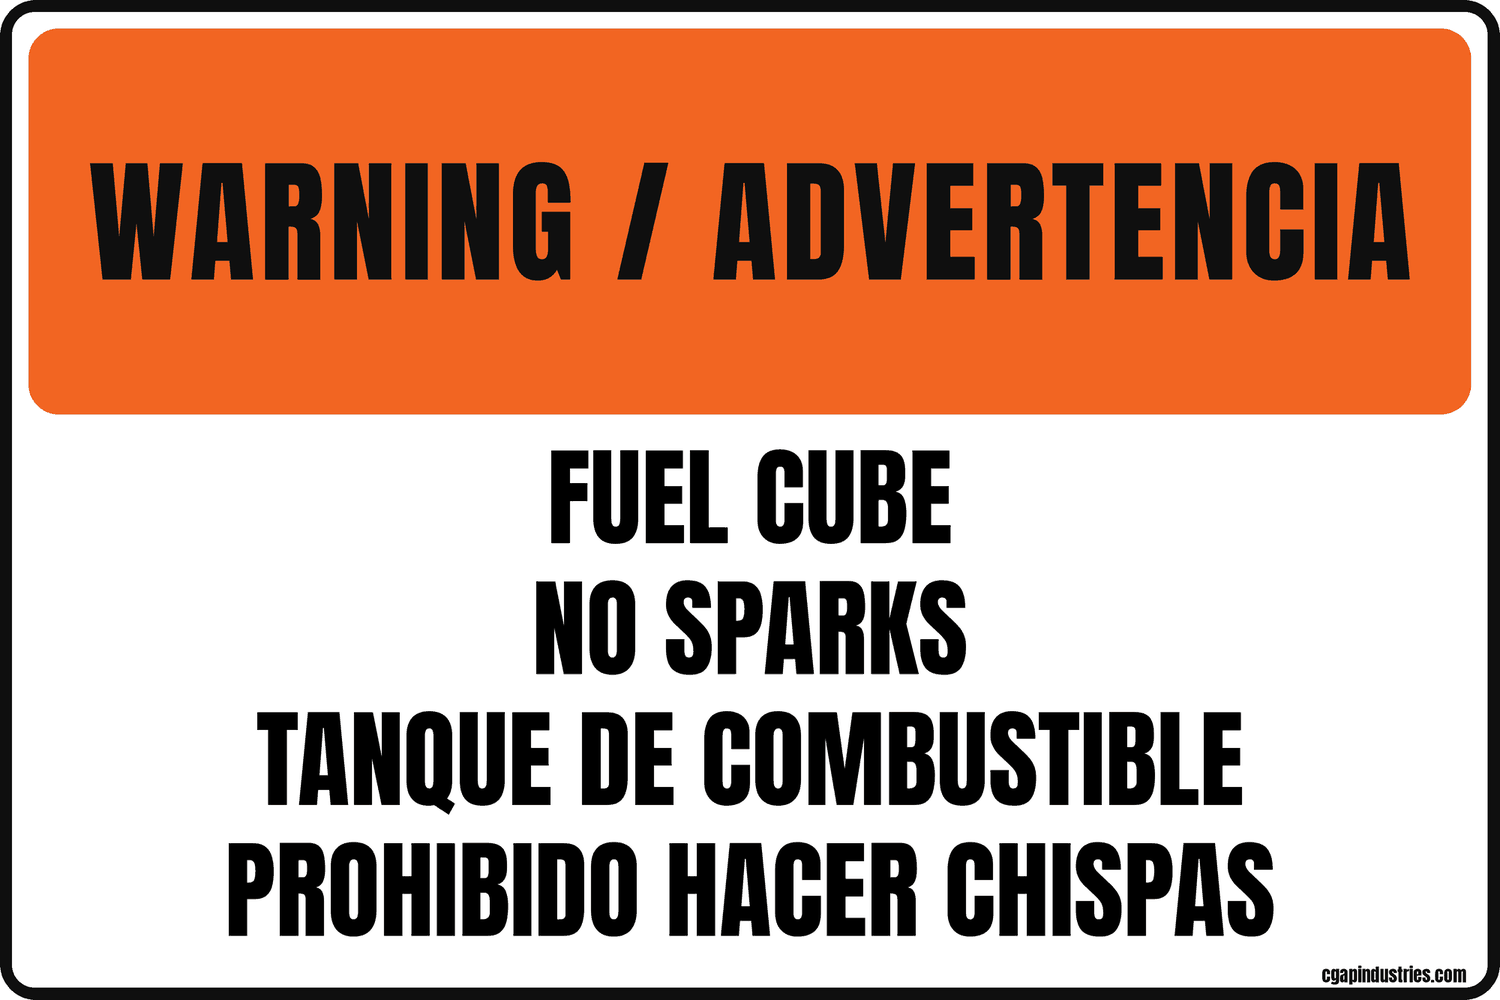 WARNING / ADVERTENCIA
FUEL CUBE
NO SPARKS
TANQUE DE COMBUSTIBLE
PROHIBIDO HACER CHISPAS
cgapindustries.com